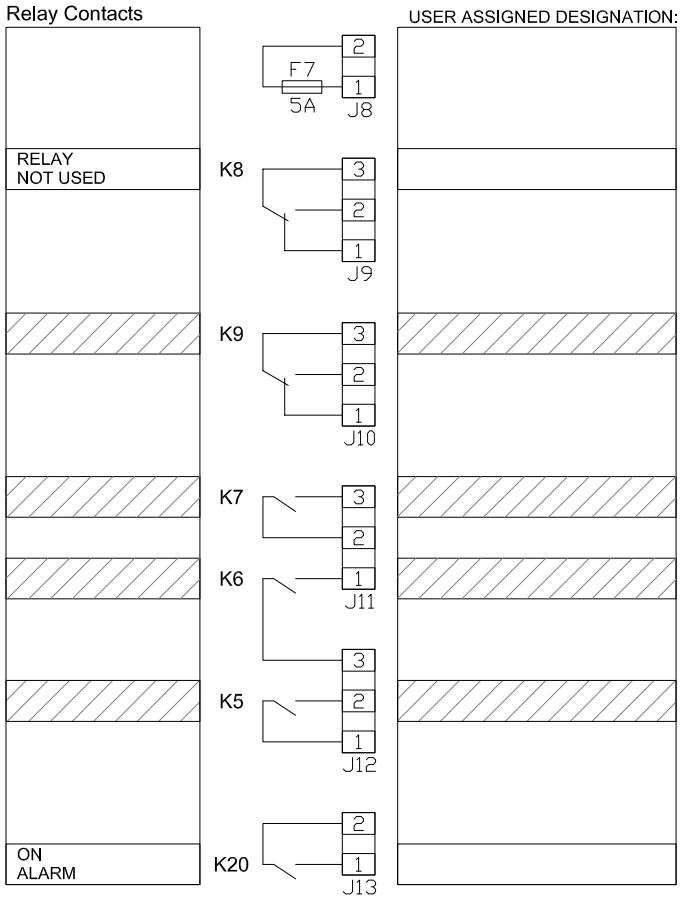 Relay Contacts
USER ASSIGNED DESIGNATION:
2
F7
1
5A
J8
RELAY
NOT USED
K8
3
2
1
J9
K9
3
2
1
J10
K7
3
2
K6
1
J11
3
K5
2
1
J12
2
ON
ALARM
K20
1
J13